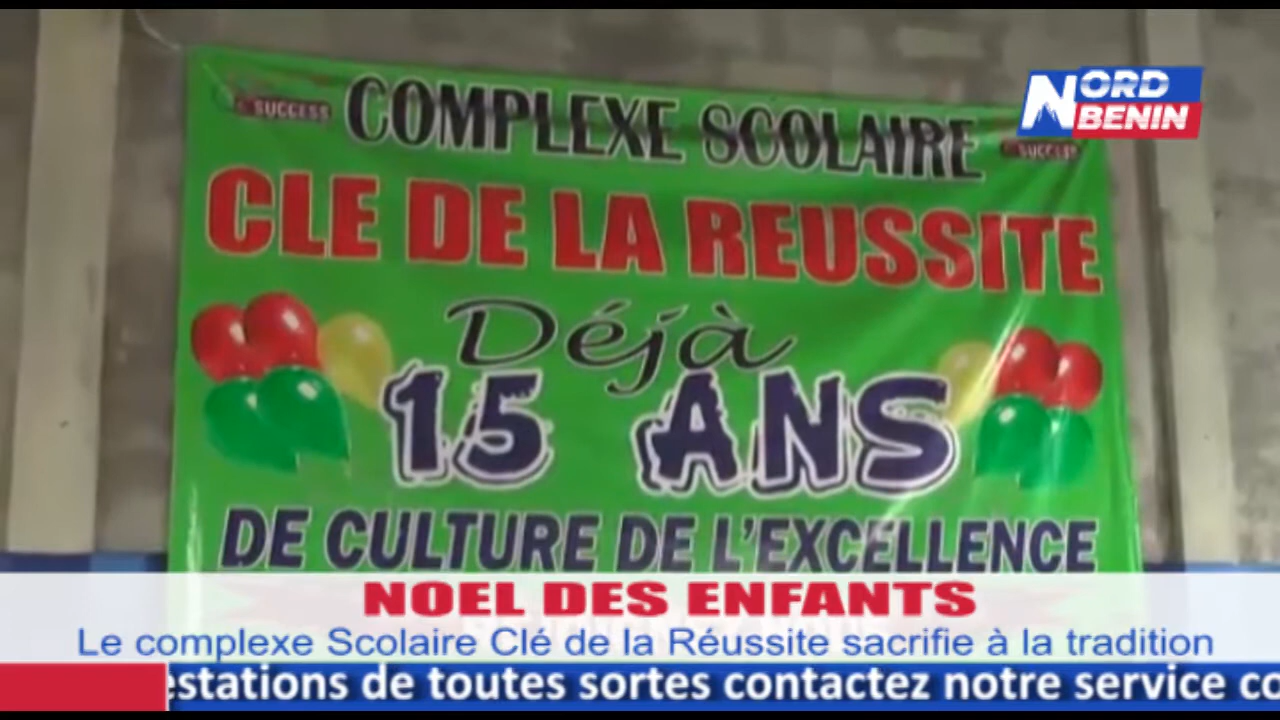 NORD
BENIN
SUCCESS COMPLEXE SCOLAIRE SUCCESS
CLE DE LA REUSSITE
Déjà
15 ANS
DE CULTURE DE L'EXCELLENCE
NOEL DES ENFANTS
Le complexe Scolaire Clé de la Réussite sacrifie à la tradition
estations de toutes sortes contactez notre service co